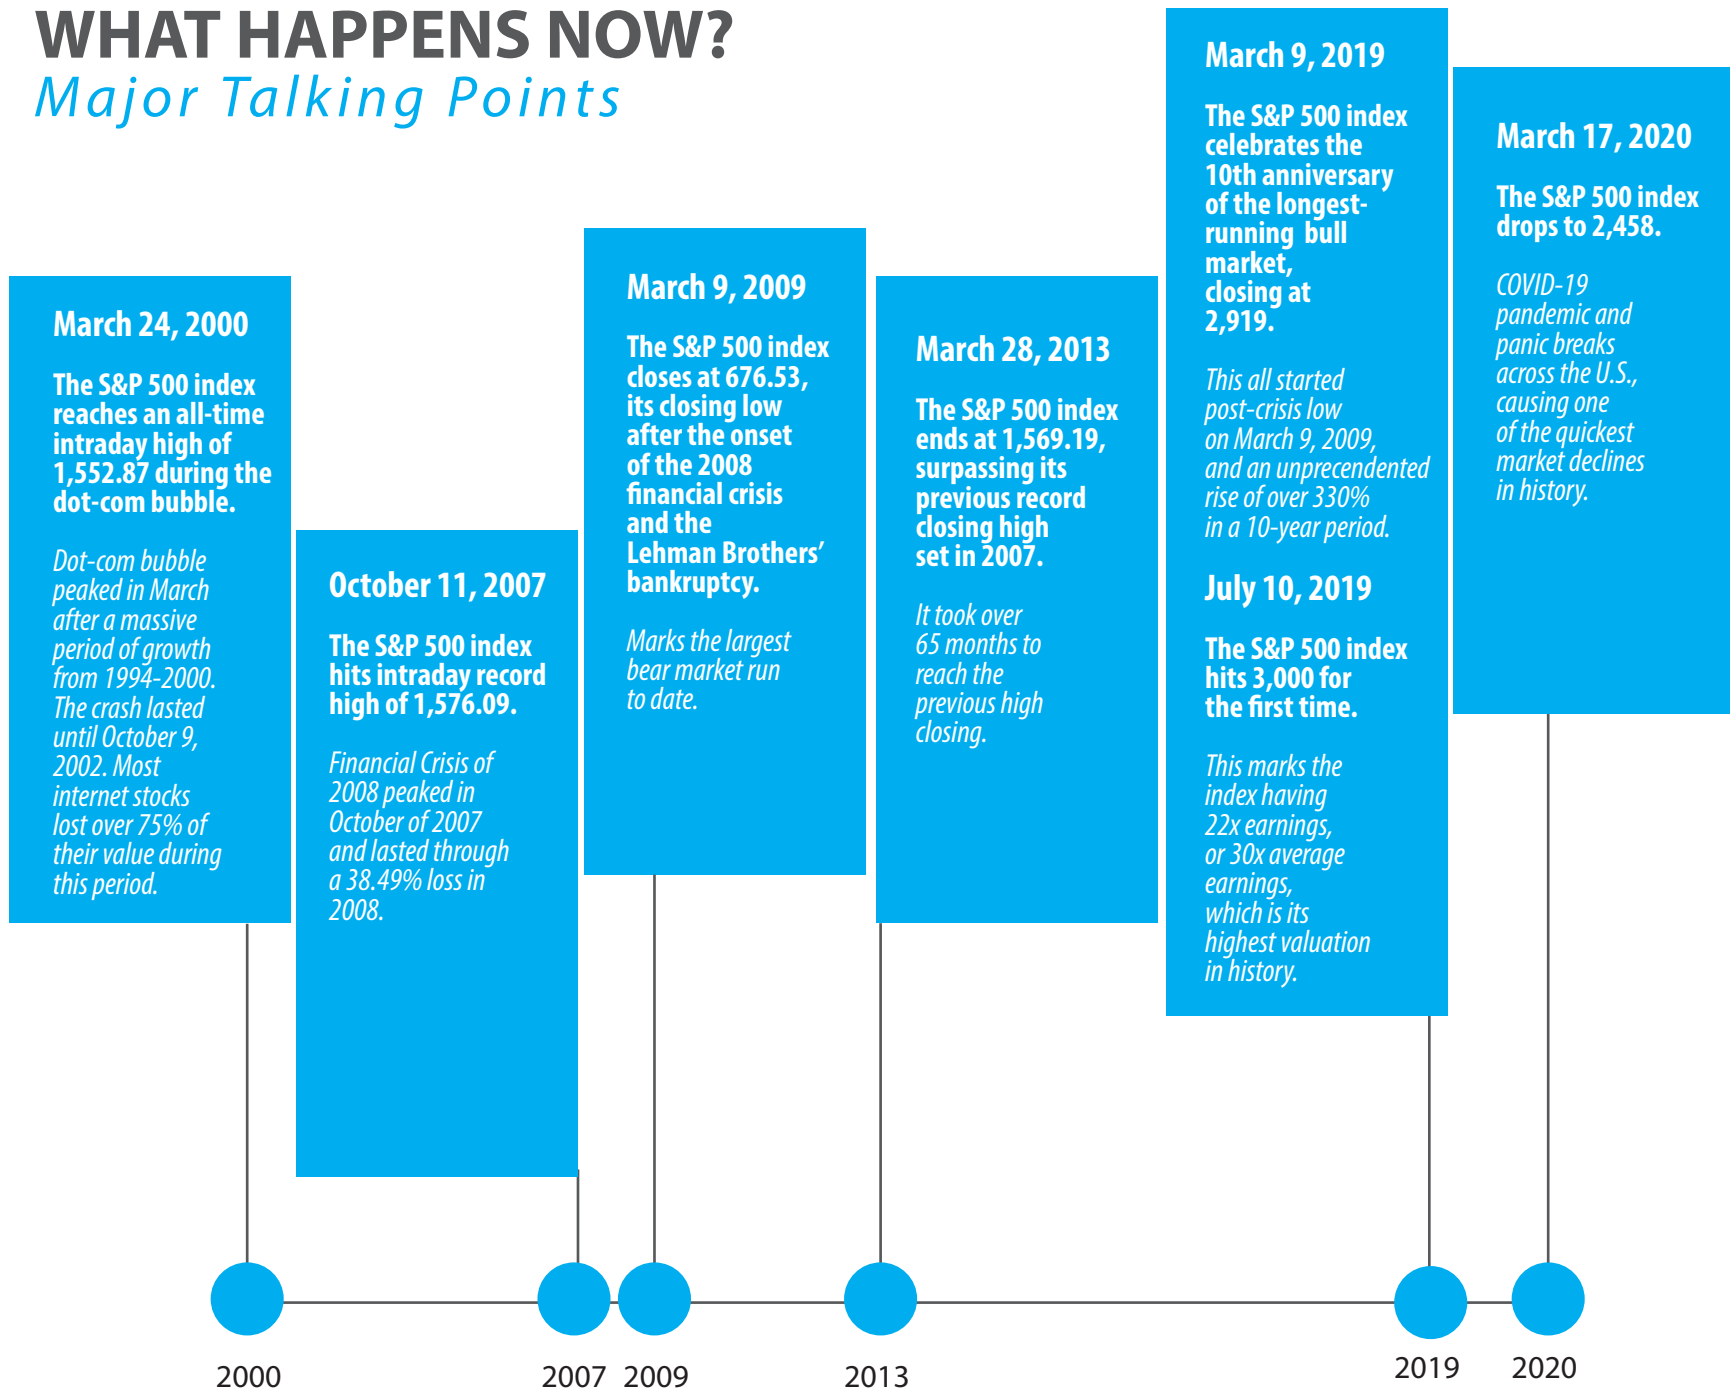 WHAT HAPPENS NOW?
Major Talking Points
March 24, 2000
The S&P 500 index
reaches an all-time
intraday high of
1,552.87 during the
dot-com bubble.
Dot-com bubble
peaked in March
after a massive
period of growth
from 1994-2000.
The crash lasted
until October 9,
2002. Most
internet stocks
lost over 75% of
their value during
this period.
October 11, 2007
The S&P 500 index
hits intraday record
high of 1,576.09.
Financial Crisis of
2008 peaked in
October of 2007
and lasted through
a 38.49% loss in
2008.
March 9, 2009
The S&P 500 index
closes at 676.53,
its closing low
after the onset
of the 2008
financial crisis
and the
Lehman Brothers’
bankruptcy.
Marks the largest
bear market run
to date.
March 28, 2013
The S&P 500 index
ends at 1,569.19,
surpassing its
previous record
closing high
set in 2007.
It took over
65 months to
reach the
previous high
closing.
March 9, 2019
The S&P 500 index
celebrates the
10th anniversary
of the longest-
running bull
market,
closing at
2,919.
This all started
post-crisis low
on March 9, 2009,
and an unprecendented
rise of over 330%
in a 10-year period.
July 10, 2019
The S&P 500 index
hits 3,000 for
the first time.
This marks the
index having
22x earnings,
or 30x average
earnings,
which is its
highest valuation
in history.
March 17, 2020
The S&P 500 index
drops to 2,458.
COVID-19
pandemic and
panic breaks
across the U.S.,
causing one
of the quickest
market declines
in history.
2000
2007
2009
2013
2019
2020